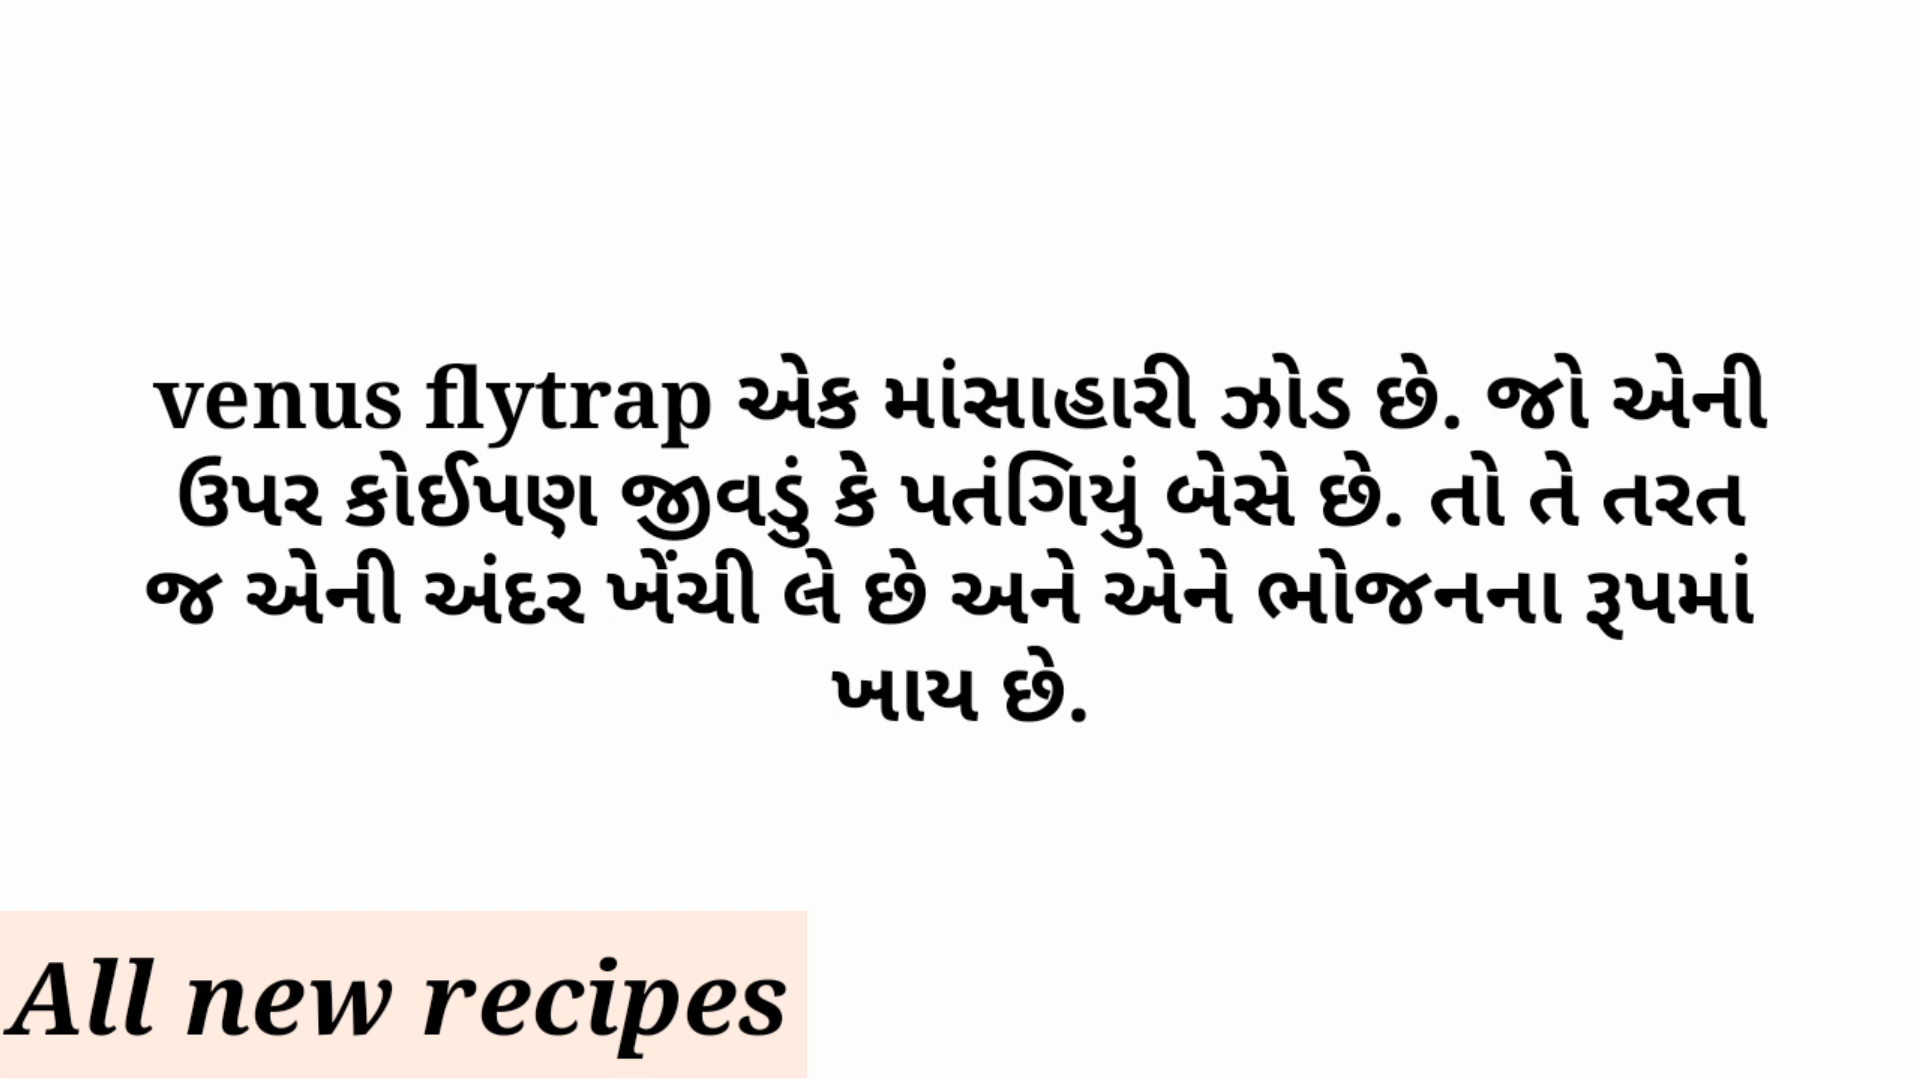 venus flytrap એક માંસાહારી ઝોડ છે. જો એની
ઉપર કોઈપણ જીવડું કે પતંગિયું બેસે છે. તો તે તરત
જ એની અંદર ખેંચી લે છે અને એને ભોજનના રૂપમાં
ખાય છે.
All new recipes